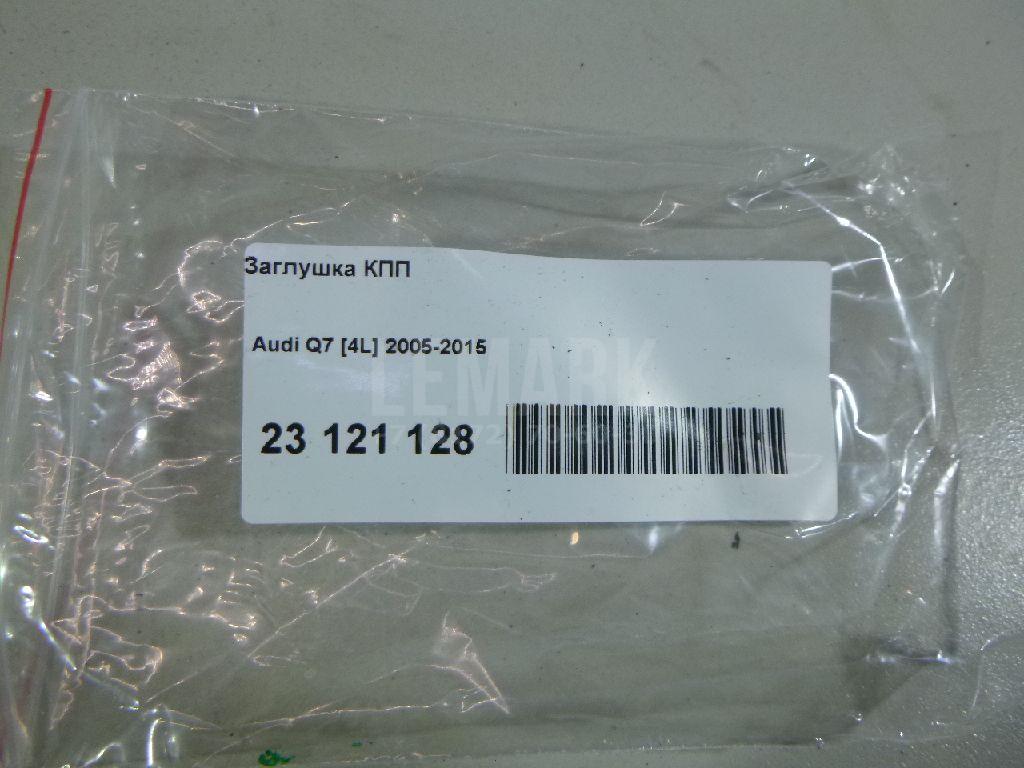 Заглушка КПП
Audi Q7 [4L] 2005-2015
LEMARK
23 121 128